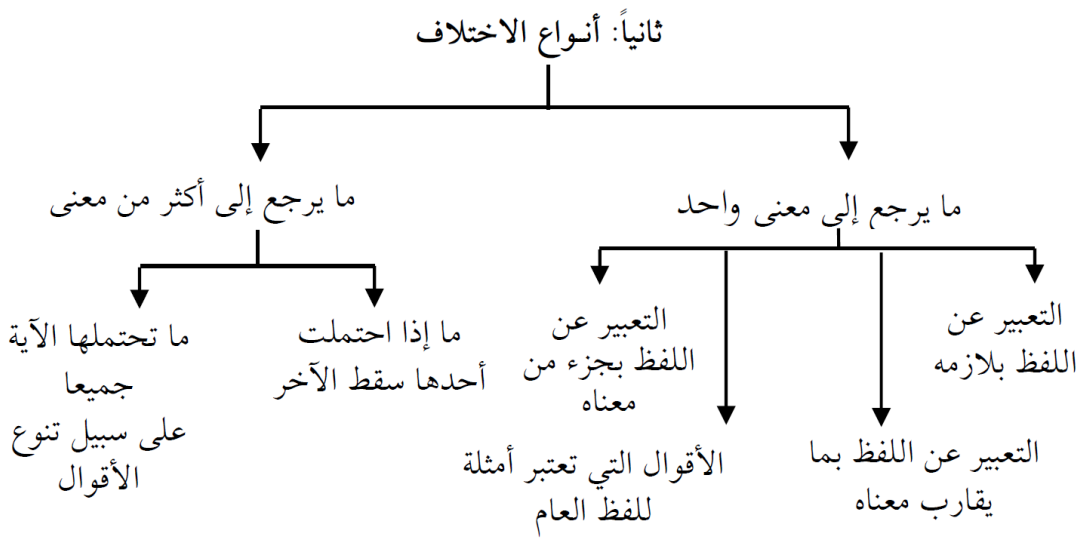 ثانياً: أنواع الاختلاف
ما يرجع إلى معنى واحد
ما يرجع إلى أكثر من معنى
التعبير عن
اللفظ بلازمه
التعبير عن اللفظ بما
يقارب معناه
الأقوال التي تعتبر أمثلة
للفظ العام
التعبير عن
اللفظ بجزء من
معناه
ما إذا احتملت
أحدها سقط الآخر
ما تحتملها الآية
جميعا
على سبيل تنوع
الأقوال